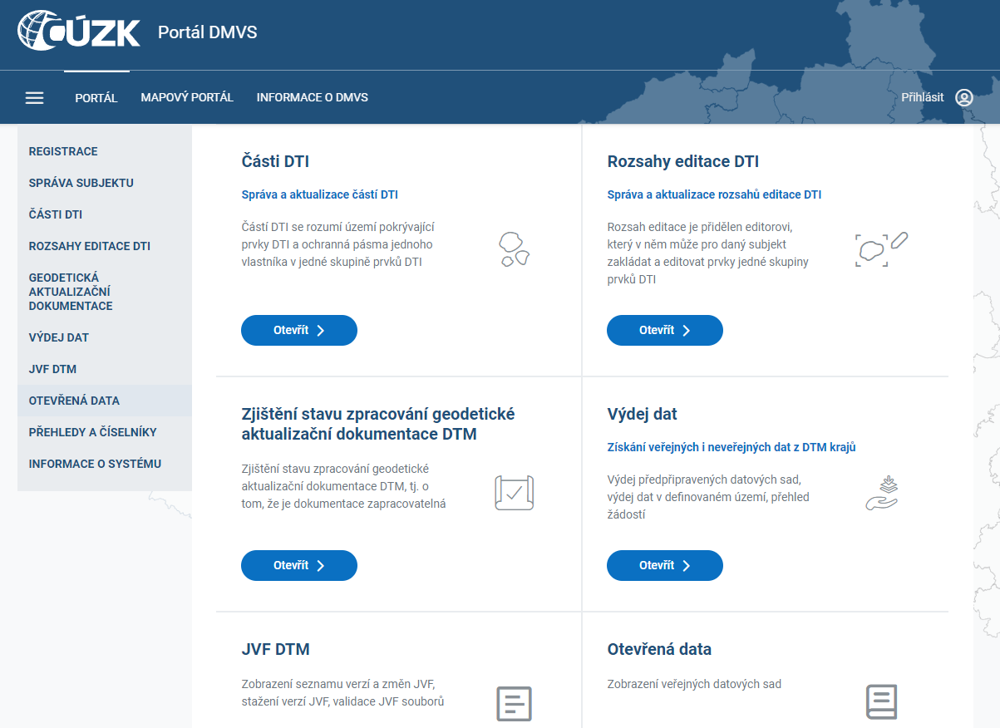 ČÚZK Portál DMVS
PORTÁL MAPOVÝ PORTÁL INFORMACE O DMVS Přihlásit
REGISTRACE
SPRÁVA SUBJEKTU
ČÁSTI DTI
ROZSAHY EDITACE DTI
GEODETICKÁ
AKTUALIZAČNÍ
DOKUMENTACE
VÝDEJ DAT
JVF DTM
OTEVŘENÁ DATA
PŘEHLEDY A ČÍSELNÍKY
INFORMACE O SYSTÉMU
Části DTI
Správa a aktualizace částí DTI
Částí DTI se rozumí území pokrývající
prvky DTI a ochranná pásma jednoho
vlastníka v jedné skupině prvků DTI
Otevřít
Rozsahy editace DTI
Správa a aktualizace rozsahů editace DTI
Rozsah editace je přidělen editorovi,
který v něm může pro daný subjekt
zakládat a editovat prvky jedné skupiny
prvků DTI
Otevřít
Zjištění stavu zpracování geodetické
aktualizační dokumentace DTM
Zjištění stavu zpracování geodetické
aktualizační dokumentace DTM, tj. o
tom, že je dokumentace zapracovatelná
Otevřít
Výdej dat
Získání veřejných i neveřejných dat z DTM krajů
Výdej předpřipravených datových sad,
výdej dat v definovaném území, přehled
žádostí
Otevřít
JVF DTM
Zobrazení seznamu verzí a změn JVF,
stažení verzí JVF, validace JVF souborů
Otevřená data
Zobrazení veřejných datových sad